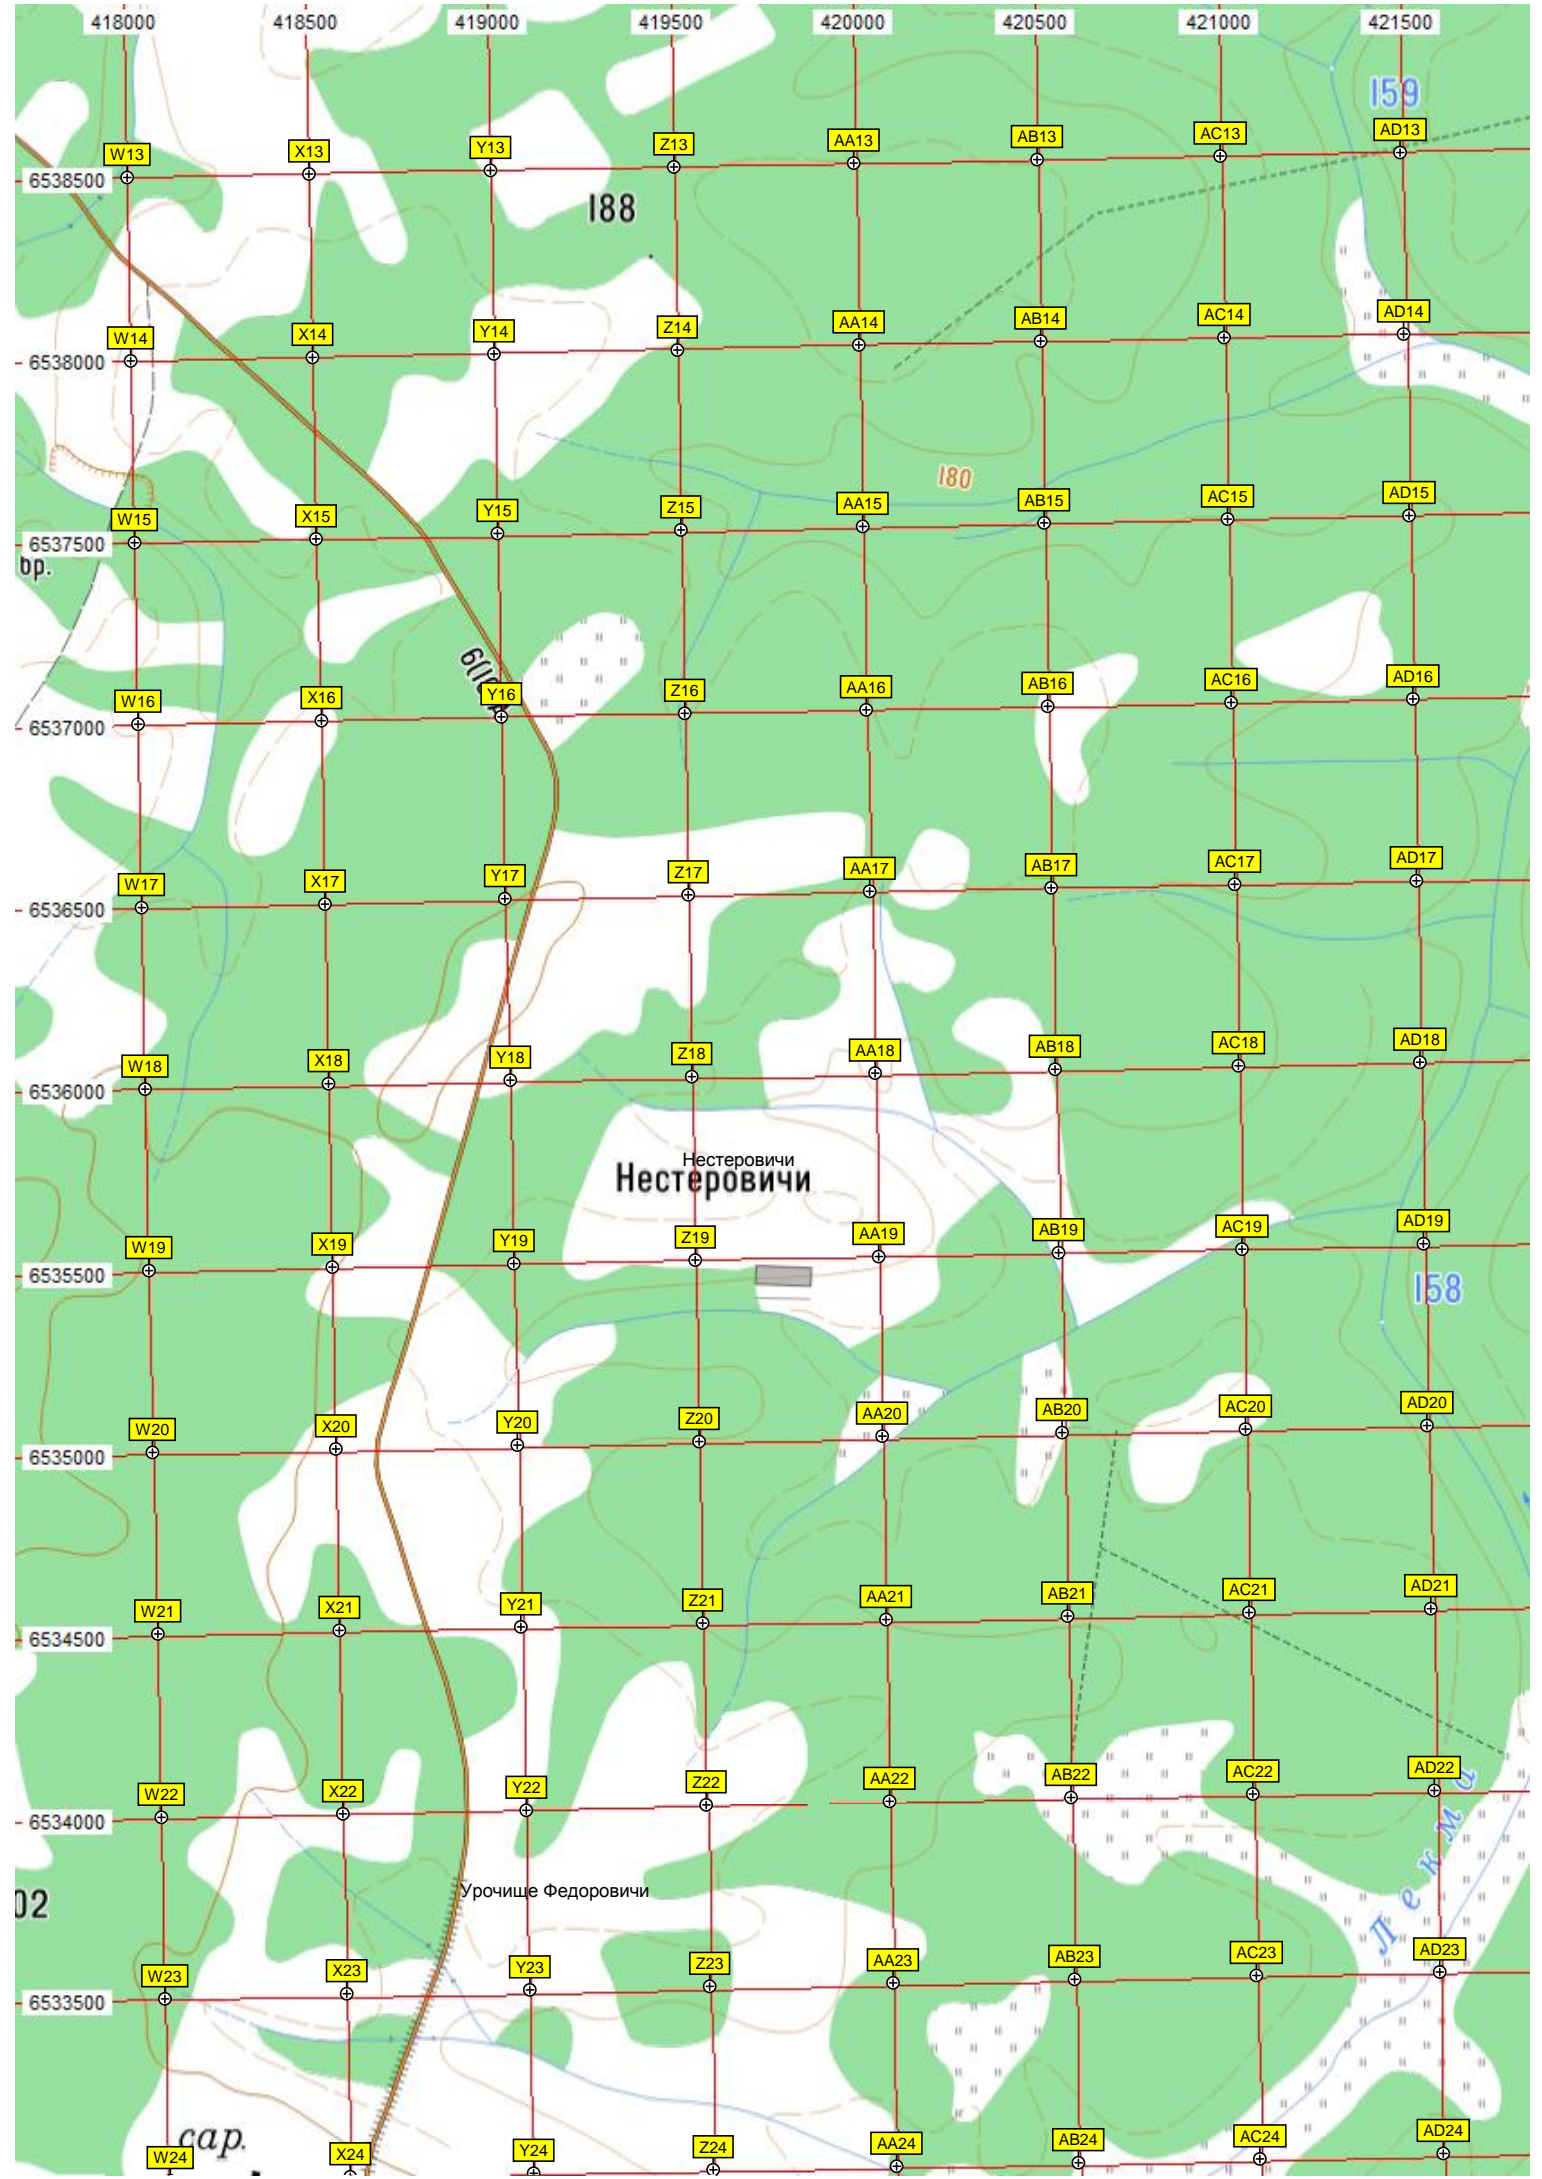 418000 418500 419000 419500 420000 420500 421000 421500
I59
W13 X13 Y13 Z13 AA13 AB13 AC13 AD13
6538500
I88
W14 X14 Y14 Z14 AA14 AB14 AC14 AD14
6538000
I80
W15 X15 Y15 Z15 AA15 AB15 AC15 AD15
6537500
бр.
W16 X16 Y16 Z16 AA16 AB16 AC16 AD16
6537000
W17 X17 Y17 Z17 AA17 AB17 AC17 AD17
6536500
W18 X18 Y18 Z18 AA18 AB18 AC18 AD18
6536000
Нестеровичи
Нестеровичи
W19 X19 Y19 Z19 AA19 AB19 AC19 AD19
6535500
I58
W20 X20 Y20 Z20 AA20 AB20 AC20 AD20
6535000
W21 X21 Y21 Z21 AA21 AB21 AC21 AD21
6534500
W22 X22 Y22 Z22 AA22 AB22 AC22 AD22
6534000
Лекма
Урочище Федоровичи
02
W23 X23 Y23 Z23 AA23 AB23 AC23 AD23
6533500
сар.
W24 X24 Y24 Z24 AA24 AB24 AC24 AD24